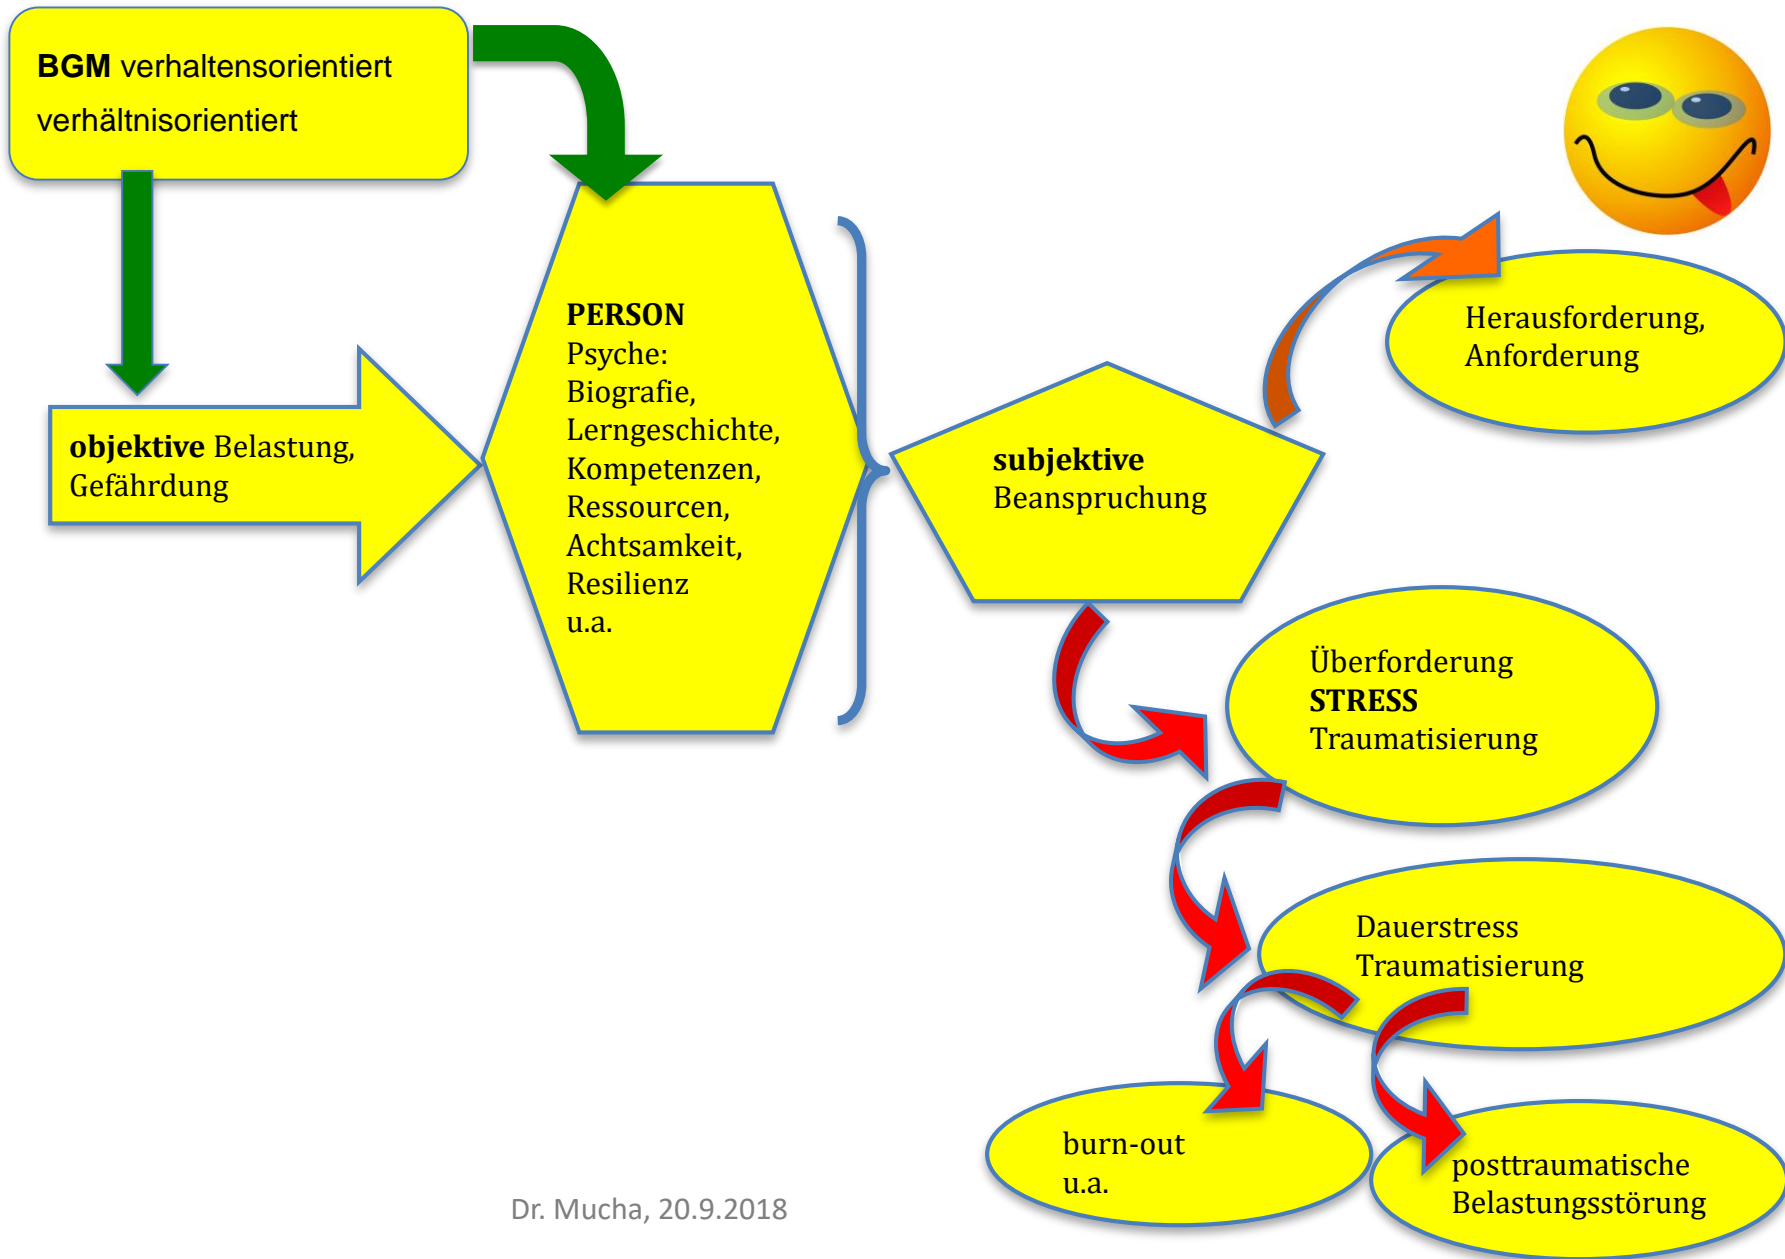 BGM verhaltensorientiert
verhältnisorientiert
objektive Belastung,
Gefährdung
PERSON
Psyche:
Biografie,
Lerngeschichte,
Kompetenzen,
Ressourcen,
Achtsamkeit,
Resilienz
u.a.
subjektive
Beanspruchung
Herausforderung,
Anforderung
Überforderung
STRESS
Traumatisierung
Dauerstress
Traumatisierung
burn-out
u.a.
posttraumatische
Belastungsstörung
Dr. Mucha, 20.9.2018